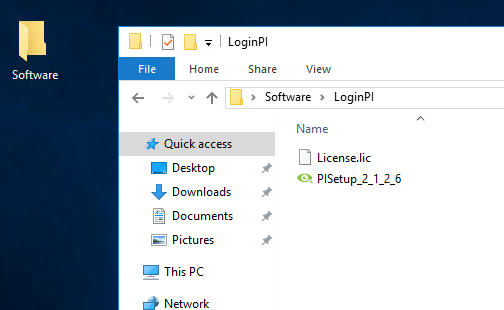 Software
LoginPI
File Home Share View
Software > LoginPI
Name
Quick access
Desktop
Downloads
Documents
Pictures
This PC
Network
License.lic
PISetup_2_1_2_6